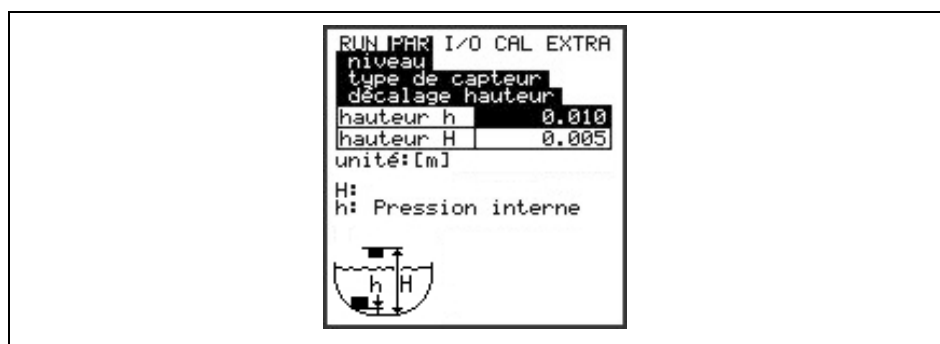 RUN PAR I/O CAL EXTRA
niveau
type de capteur
décalage hauteur
hauteur h 0.010
hauteur H 0.005
unité:[m]
H:
h: Pression interne
h H